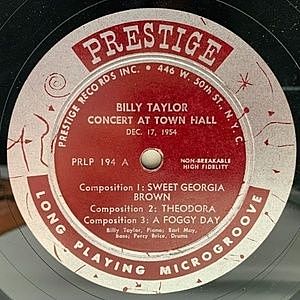 PRESTIGE
PRESTIGE RECORDS INC. • 446 W. 50th ST., N.Y.C.
BILLY TAYLOR
CONCERT AT TOWN HALL
DEC. 17, 1954
PRLP 194 A
NON-BREAKABLE
HIGH FIDELITY
Composition 1: SWEET GEORGIA
BROWN
Composition 2: THEODORA
Composition 3: A FOGGY DAY
Billy Taylor, Piano; Earl May,
bass; Percy Brice, Drums
LONG PLAYING MICROGROOVE